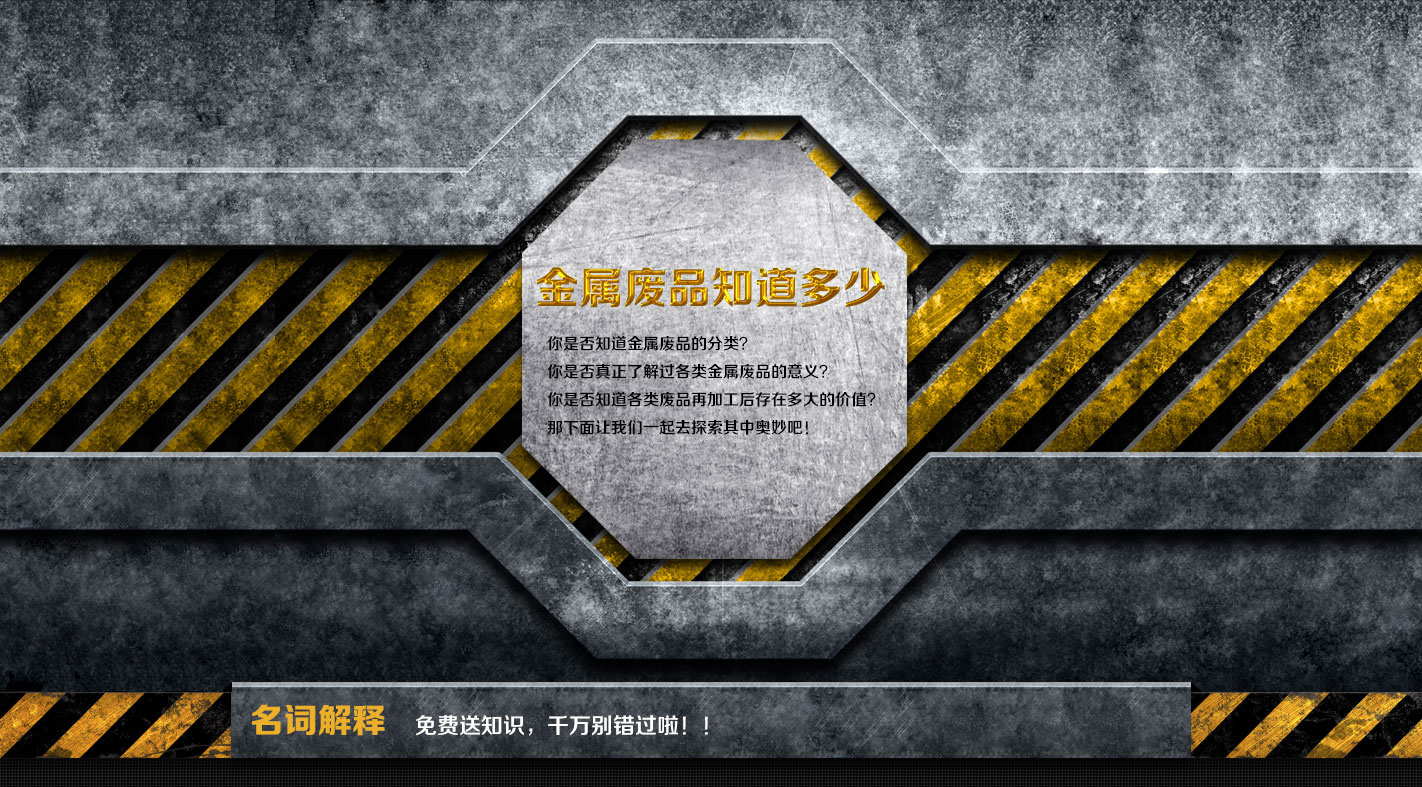 金属废品知道多少
你是否知道金属废品的分类?
你是否真正了解过各类金属废品的意义?
你是否知道各类废品再加工后存在多大的价值?
那下面让我们一起去探索其中奥妙吧!
名词解释
免费送知识，千万别错过啦！！